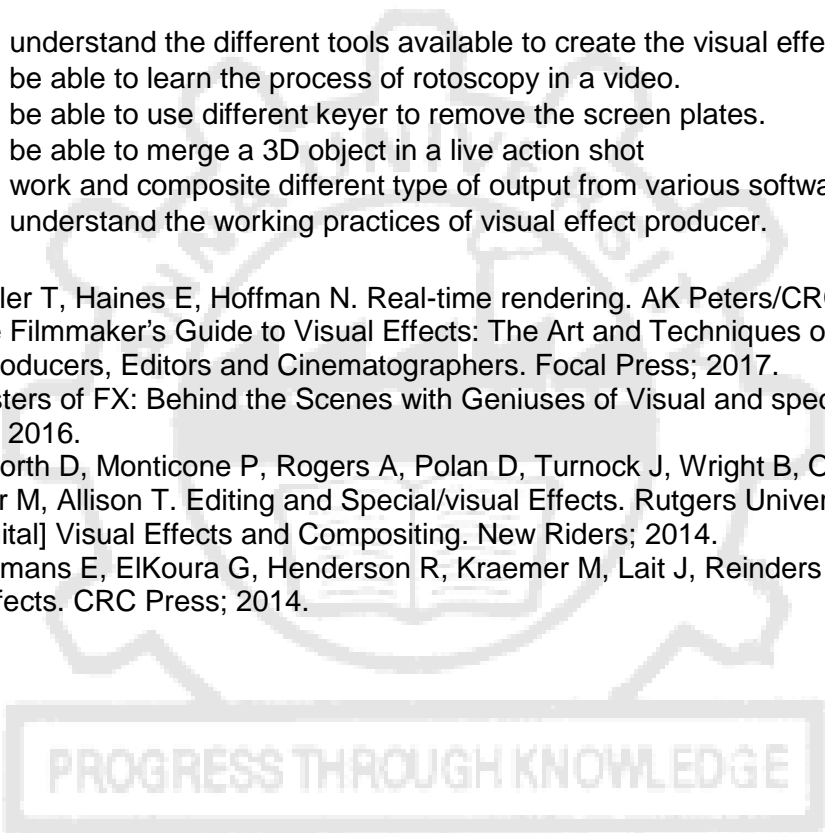 understand the different tools available to create the visual effe
be able to learn the process of rotoscopy in a video.
be able to use different keyer to remove the screen plates.
be able to merge a 3D object in a live action shot
work and composite different type of output from various softwa
understand the working practices of visual effect producer.
ler T, Haines E, Hoffman N. Real-time rendering. AK Peters/CR
e Filmmaker’s Guide to Visual Effects: The Art and Techniques o
oducers, Editors and Cinematographers. Focal Press; 2017.
sters of FX: Behind the Scenes with Geniuses of Visual and spec
2016.
orth D, Monticone P, Rogers A, Polan D, Turnock J, Wright B, C
r M, Allison T. Editing and Special/visual Effects. Rutgers Univer
ital] Visual Effects and Compositing. New Riders; 2014.
mans E, ElKoura G, Henderson R, Kraemer M, Lait J, Reinders
ffects. CRC Press; 2014.
PROGRESS THROUGH KNOWLEDGE